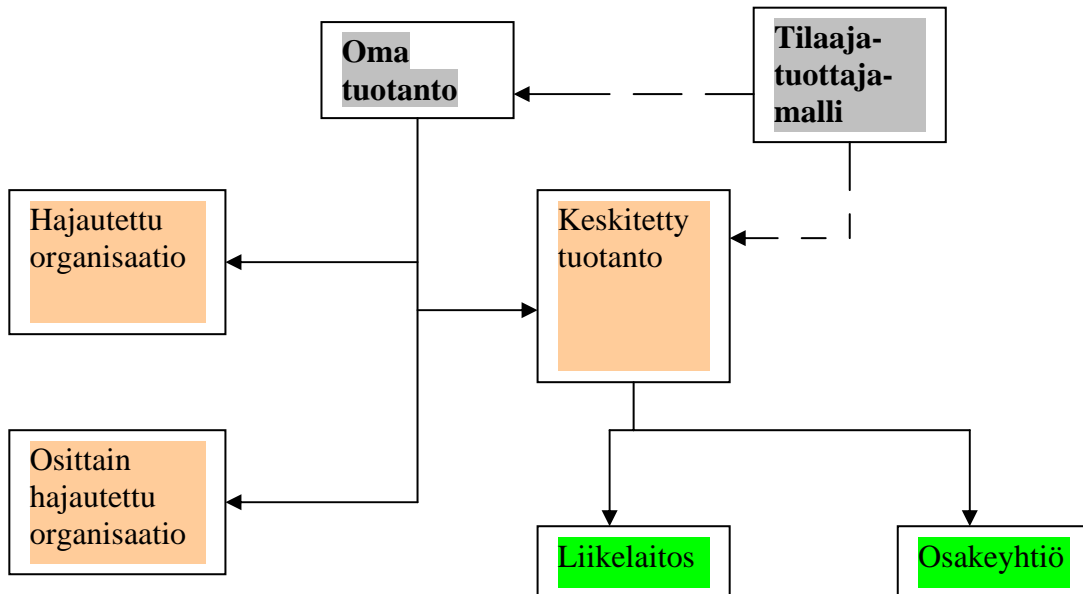 Oma
tuotanto
Tilaaja-
tuottaja-
malli
Hajautettu
organisaatio
Keskitetty
tuotanto
Osittain
hajautettu
organisaatio
Liikelaitos
Osakeyhtiö